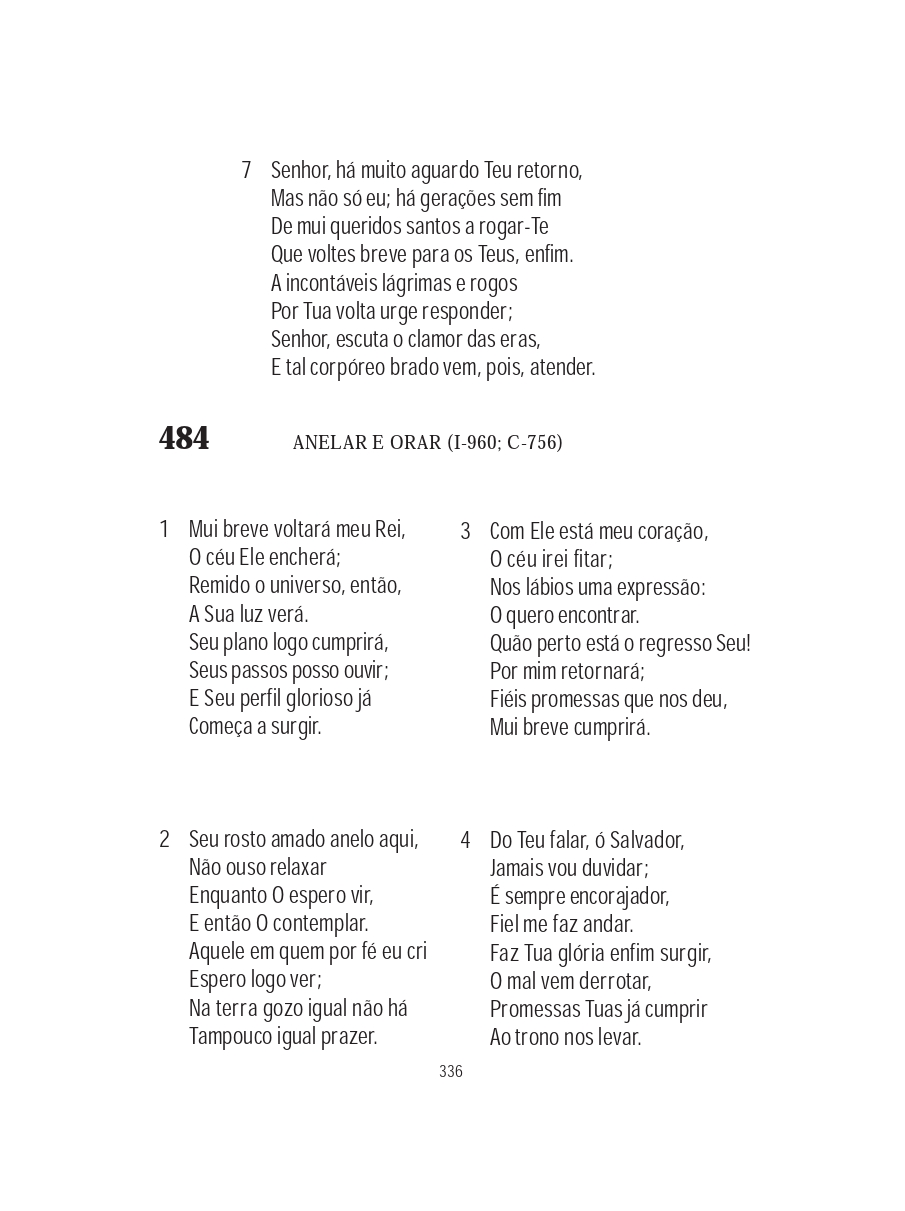 7 Senhor, há muito aguardo Teu retorno,
Mas não só eu; há gerações sem fim
De mui queridos santos a rogar-Te
Que voltes breve para os Teus, enfim.
A incontáveis lágrimas e rogos
Por Tua volta urge responder;
Senhor, escuta o clamor das eras,
E tal corpóreo brado vem, pois, atender.
484 ANELAR E ORAR (I-960; C-756)
1 Mui breve voltará meu Rei,
O céu Ele encherá;
Remido o universo, então,
A Sua luz verá.
Seu plano logo cumprirá,
Seus passos posso ouvir;
E Seu perfil glorioso já
Começa a surgir.
2 Seu rosto amado anelo aqui,
Não ouso relaxar
Enquanto O espero vir,
E então O contemplar.
Aquele em quem por fé eu cri
Espero logo ver;
Na terra gozo igual não há
Tampouco igual prazer.
3 Com Ele está meu coração,
O céu irei fitar;
Nos lábios uma expressão:
O quero encontrar.
Quão perto está o regresso Seu!
Por mim retornará;
Fiéis promessas que nos deu,
Mui breve cumprirá.
4 Do Teu falar, ó Salvador,
Jamais vou duvidar;
É sempre encorajador,
Fiel me faz andar.
Faz Tua glória enfim surgir,
O mal vem derrotar,
Promessas Tuas já cumprir
Ao trono nos levar.
336